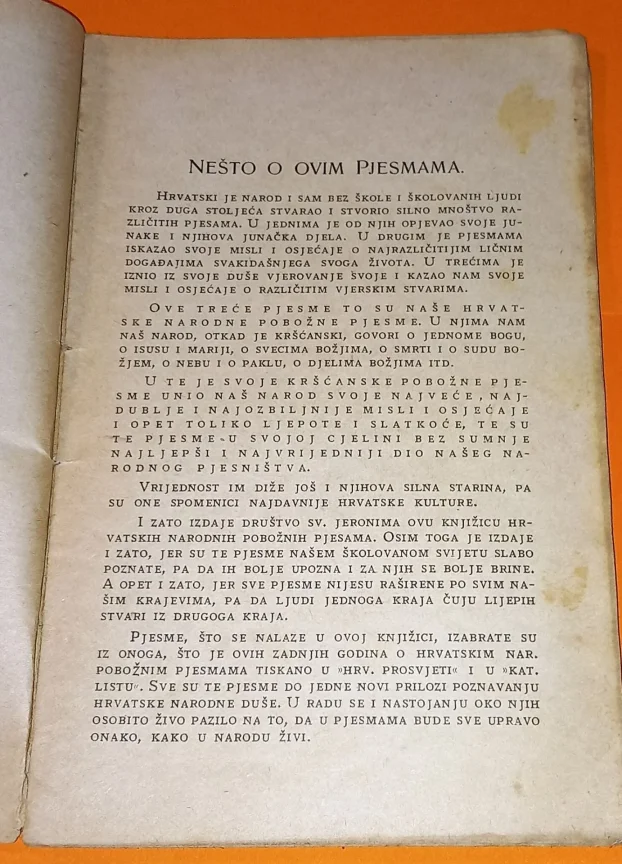 NEŠTO O OVIM PJESMAMA.
HRVATSKI JE NAROD I SAM BEZ ŠKOLE I ŠKOLOVANIH LJUDI
KROZ DUGA STOLJEĆA STVARAO I STVORIO SILNO MNOŠTVO RA-
ZLIČITIH PJESAMA. U JEDNIMA JE OD NJIH OPJEVAO SVOJE JU-
NAKE I NJIHOVA JUNAČKA DJELA. U DRUGIM JE PJESMAMA
ISKAZAO SVOJE MISLI I OSJEĆAJE O NAJRAZLIČITIJIM LIČNIM
DOGAĐAJIMA SVAKIDAŠNJEGA SVOGA ŽIVOTA. U TREĆIMA JE
IZNIO IZ SVOJE DUŠE VJEROVANJE SVOJE I KAZAO NAM SVOJE
MISLI I OSJEĆAJE O RAZLIČITIM VJERSKIM STVARIMA.
OVE TREĆE PJESME TO SU NAŠE HRVAT-
SKE NARODNE POBOŽNE PJESME. U NJIMA NAM
NAŠ NAROD, OTKAD JE KRŠĆANSKI, GOVORI O JEDNOME BOGU,
O ISUSU I MARIJI, O SVECIMA BOŽJIMA, O SMRTI I O SUDU BO-
ŽJEM, O NEBU I O PAKLU, O DJELIMA BOŽJIMA ITD.
U TE JE SVOJE KRŠĆANSKE POBOŽNE PJE-
SME UNIO NAŠ NAROD SVOJE NAJVEĆE, NAJ-
DUBLJE I NAJOZBILJNIJE MISLI I OSJEĆAJE
I OPET TOLIKO LJEPOTE I SLATKOĆE, TE SU
TE PJESME U SVOJOJ CJELINI BEZ SUMNJE
NAJLJEPŠI I NAJVRIJEDNIJI DIO NAŠEG NA-
RODNOG PJESNIŠTVA.
VRIJEDNOST IM DIŽE JOŠ I NJIHOVA SILNA STARINA, PA
SU ONE SPOMENICI NAJDAVNIJE HRVATSKE KULTURE.
I ZATO IZDAJE DRUŠTVO SV. JERONIMA OVU KNJIŽICU HR-
VATSKIH NARODNIH POBOŽNIH PJESAMA. OSIM TOGA JE IZDAJE
I ZATO, JER SU TE PJESME NAŠEM ŠKOLOVANOM SVIJETU SLABO
POZNATE, PA DA IH BOLJE UPOZNA I ZA NJIH SE BOLJE BRINE.
A OPET I ZATO, JER SVE PJESME NIJESU RAŠIRENE PO SVIM NA-
ŠIM KRAJEVIMA, PA DA LJUDI JEDNOGA KRAJA ČUJU LIJEPIH
STVARI IZ DRUGOGA KRAJA.
PJESME, ŠTO SE NALAZE U OVOJ KNJIŽICI, IZABRATE SU
IZ ONOGA, ŠTO JE OVIH ZADNJIH GODINA O HRVATSKIM NAR.
POBOŽNIM PJESMAMA TISKANO U »HRV. PROSVJETI« I U »KAT.
LISTU«. SVE SU TE PJESME DO JEDNE NOVI PRILOZI POZNAVANJU
HRVATSKE NARODNE DUŠE. U RADU SE I NASTOJANJU OKO NJIH
OSOBITO ŽIVO PAZILO NA TO, DA U PJESMAMA BUDE SVE UPRAVO
ONAKO, KAKO U NARODU ŽIVI.